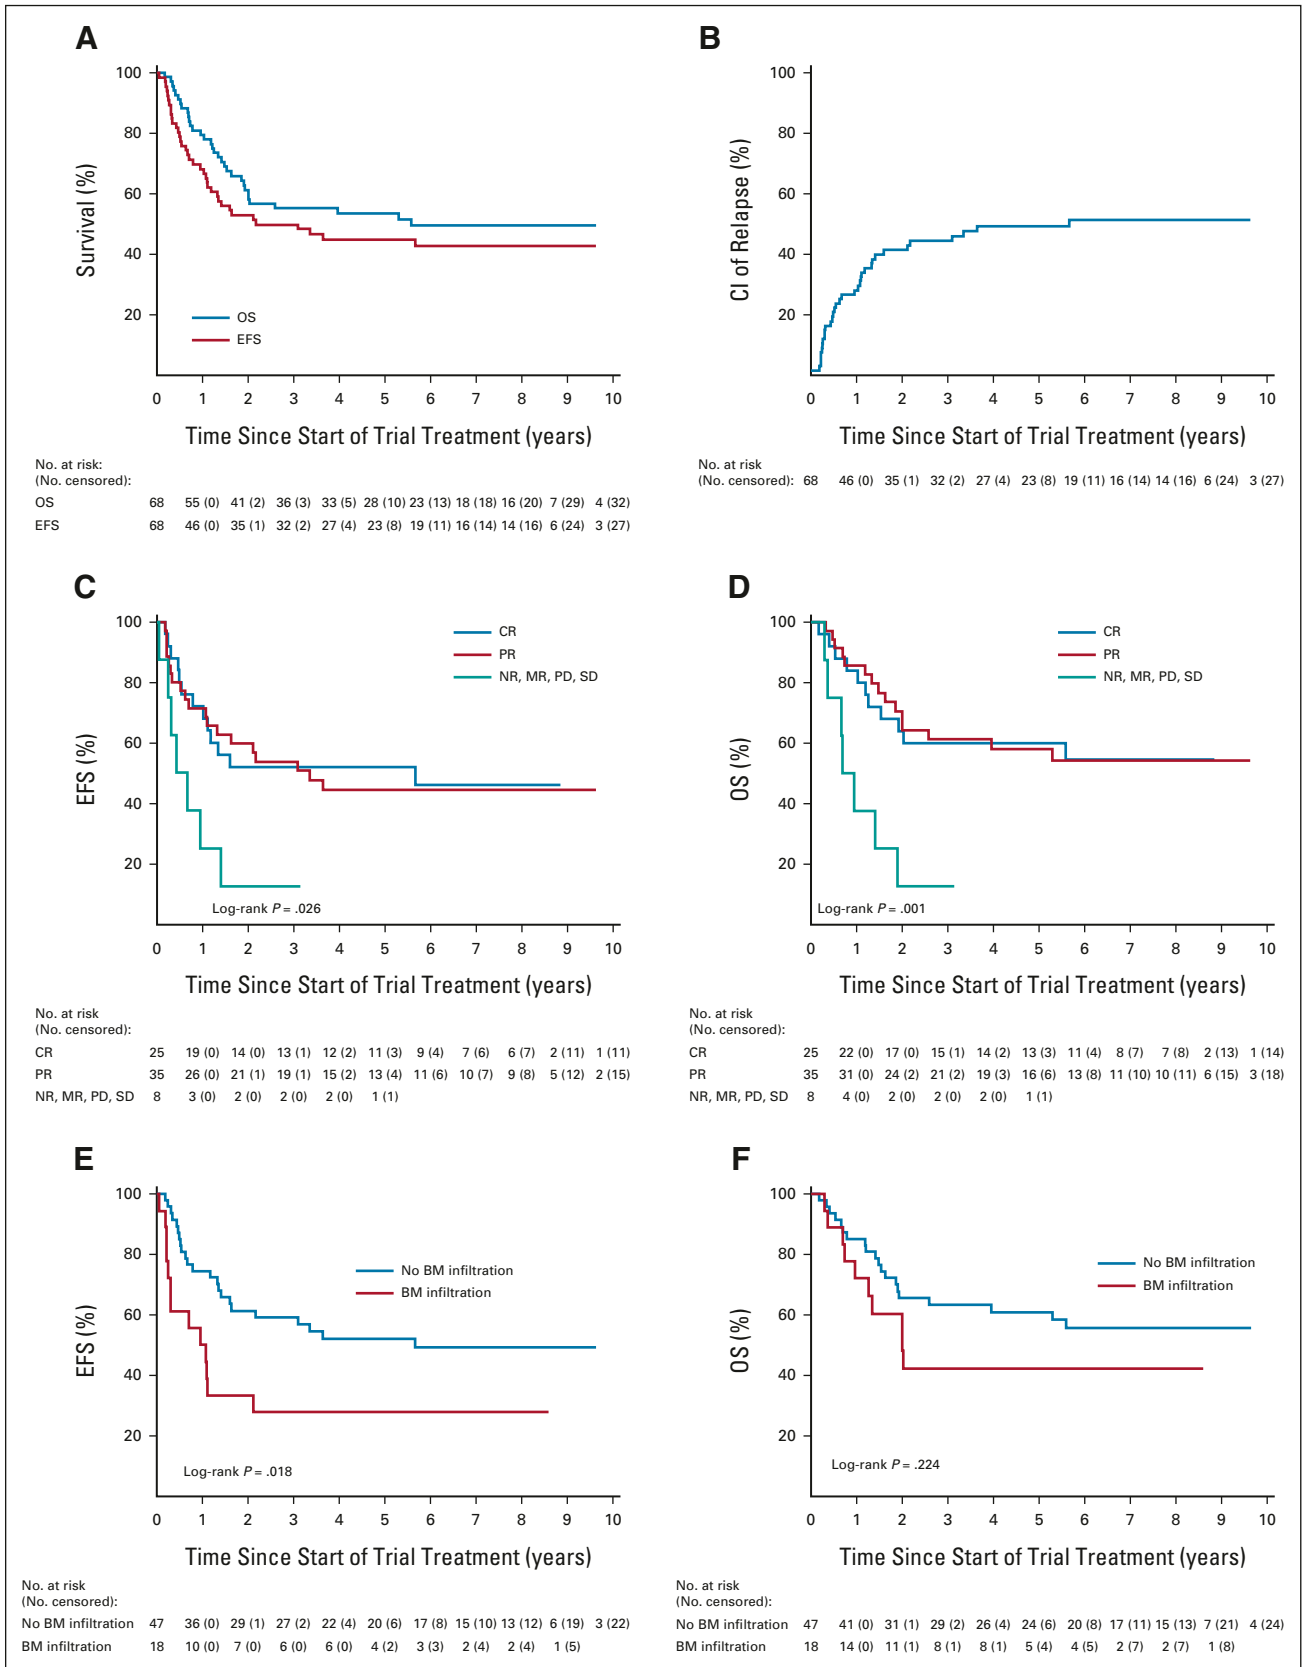 A
100
80
60
40
20
Survival (%)
OS
EFS
0 1 2 3 4 5 6 7 8 9 10
Time Since Start of Trial Treatment (years)
No. at risk:
(No. censored):
OS 68 55 (0) 41 (2) 36 (3) 33 (5) 28 (10) 23 (13) 18 (18) 16 (20) 7 (29) 4 (32)
EFS 68 46 (0) 35 (1) 32 (2) 27 (4) 23 (8) 19 (11) 16 (14) 14 (16) 6 (24) 3 (27)
B
100
80
60
40
20
CI of Relapse (%)
0 1 2 3 4 5 6 7 8 9 10
Time Since Start of Trial Treatment (years)
No. at risk
(No. censored): 68 46 (0) 35 (1) 32 (2) 27 (4) 23 (8) 19 (11) 16 (14) 14 (16) 6 (24) 3 (27)
C
100
80
60
40
20
EFS (%)
CR
PR
NR, MR, PD, SD
Log-rank P = .026
0 1 2 3 4 5 6 7 8 9 10
Time Since Start of Trial Treatment (years)
No. at risk
(No. censored):
CR 25 19 (0) 14 (0) 13 (1) 12 (2) 11 (3) 9 (4) 7 (6) 6 (7) 2 (11) 1 (11)
PR 35 26 (0) 21 (1) 19 (1) 15 (2) 13 (4) 11 (6) 10 (7) 9 (8) 5 (12) 2 (15)
NR, MR, PD, SD 8 3 (0) 2 (0) 2 (0) 2 (0) 1 (1)
D
100
80
60
40
20
OS (%)
CR
PR
NR, MR, PD, SD
Log-rank P = .001
0 1 2 3 4 5 6 7 8 9 10
Time Since Start of Trial Treatment (years)
No. at risk
(No. censored):
CR 25 22 (0) 17 (0) 15 (1) 14 (2) 13 (3) 11 (4) 8 (7) 7 (8) 2 (13) 1 (14)
PR 35 31 (0) 24 (2) 21 (2) 19 (3) 16 (6) 13 (8) 11 (10) 10 (11) 6 (15) 3 (18)
NR, MR, PD, SD 8 4 (0) 2 (0) 2 (0) 2 (0) 1 (1)
E
100
80
60
40
20
EFS (%)
No BM infiltration
BM infiltration
Log-rank P = .018
0 1 2 3 4 5 6 7 8 9 10
Time Since Start of Trial Treatment (years)
No. at risk
(No. censored):
No BM infiltration 47 36 (0) 29 (1) 27 (2) 22 (4) 20 (6) 17 (8) 15 (10) 13 (12) 6 (19) 3 (22)
BM infiltration 18 10 (0) 7 (0) 6 (0) 6 (0) 4 (2) 3 (3) 2 (4) 2 (4) 1 (5)
F
100
80
60
40
20
OS (%)
No BM infiltration
BM infiltration
Log-rank P = .224
0 1 2 3 4 5 6 7 8 9 10
Time Since Start of Trial Treatment (years)
No. at risk
(No. censored):
No BM infiltration 47 41 (0) 31 (1) 29 (2) 26 (4) 24 (6) 20 (8) 17 (11) 15 (13) 7 (21) 4 (24)
BM infiltration 18 14 (0) 11 (1) 8 (1) 8 (1) 5 (4) 4 (5) 2 (7) 2 (7) 1 (8)